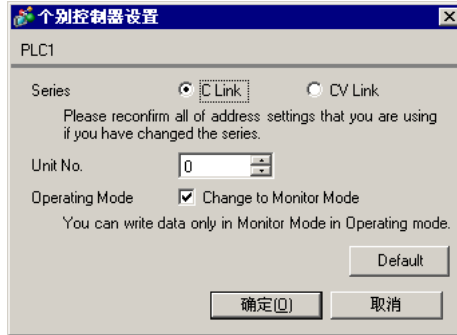 个别控制器设置
PLC1
Series C Link CV Link
Please reconfirm all of address settings that you are using
if you have changed the series.
Unit No. 0
Operating Mode Change to Monitor Mode
You can write data only in Monitor Mode in Operating mode.
Default
确定(O) 取消